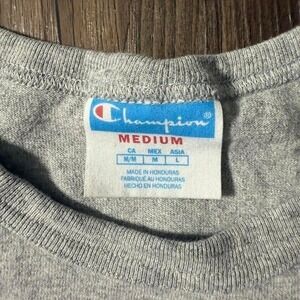 Champion®
MEDIUM
CA MEX ASIA
M/M M L
MADE IN HONDURAS
FABRIQUÉ AU HONDURAS
HECHO EN HONDURAS